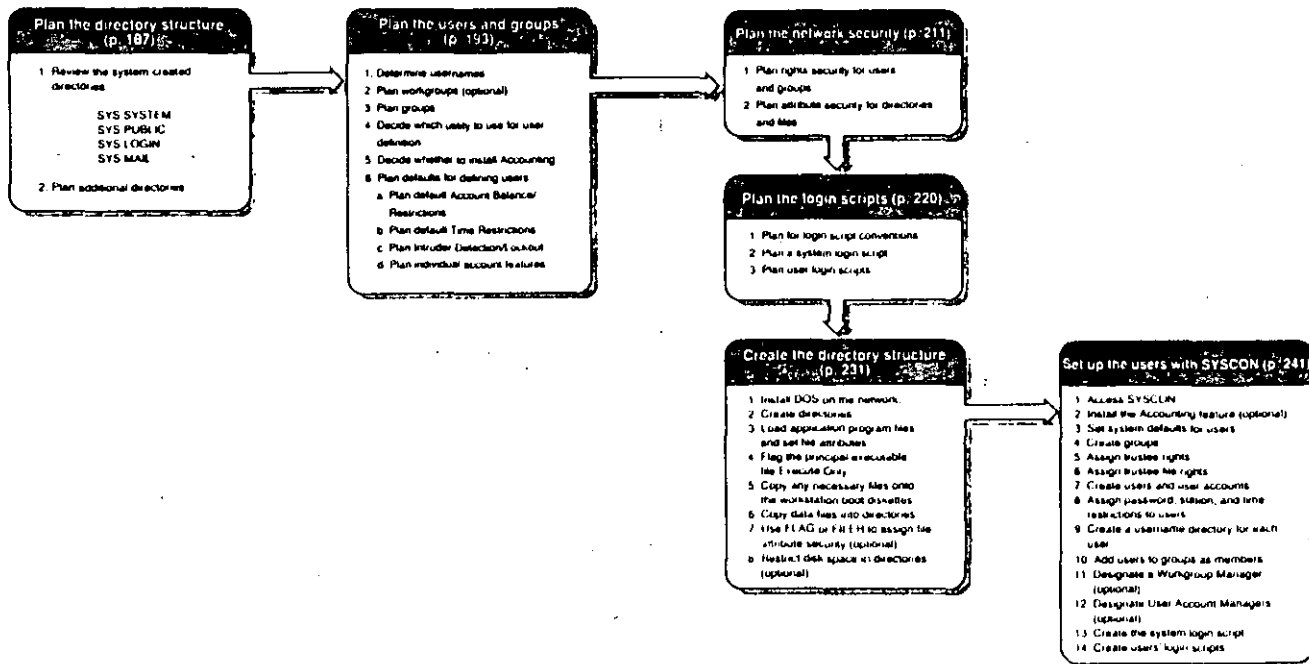 Plan the directory structure
(p. 187)
1 Review the system created
directories
SYS SYSTEM
SYS PUBLIC
SYS LOGIN
SYS MAIL
2. Plan additional directories
Plan the users and groups
(p. 193)
1. Determine usernames
2 Plan workgroups (optional)
3 Plan groups
4 Decide which utility to use for user
definition
5 Decide whether to install Accounting
6 Plan defaults for defining users
a Plan default Account Balance/
Restrictions
b Plan default Time Restrictions
c Plan Intruder Detection/Lockout
d Plan individual account features
Plan the network security (p. 211)
1 Plan rights security for users
and groups
2 Plan attribute security for directories
and files
Plan the login scripts (p. 220)
1 Plan for login script conventions
2 Plan a system login script
3 Plan user login scripts
Create the directory structure
(p. 231)
1 Install DOS on the network.
2 Create directories
3 Load application program files
and set file attributes
4 Flag the principal executable
file Execute Only
5 Copy any necessary files onto
the workstation boot diskettes
6 Copy data files into directories
7 Use FLAG or FILER to assign file
attribute security (optional)
8 Restrict disk space in directories
(optional)
Set up the users with SYSCON (p. 241)
1 Access SYSCON
2 Install the Accounting feature (optional)
3 Set system defaults for users
4 Create groups
5 Assign trustee rights
6 Assign trustee file rights
7 Create users and user accounts
8 Assign password, station, and time
restrictions to users
9 Create a username directory for each
user
10 Add users to groups as members
11 Designate a Workgroup Manager
(optional)
12 Designate User Account Managers
(optional)
13 Create the system login script
14 Create users' login scripts